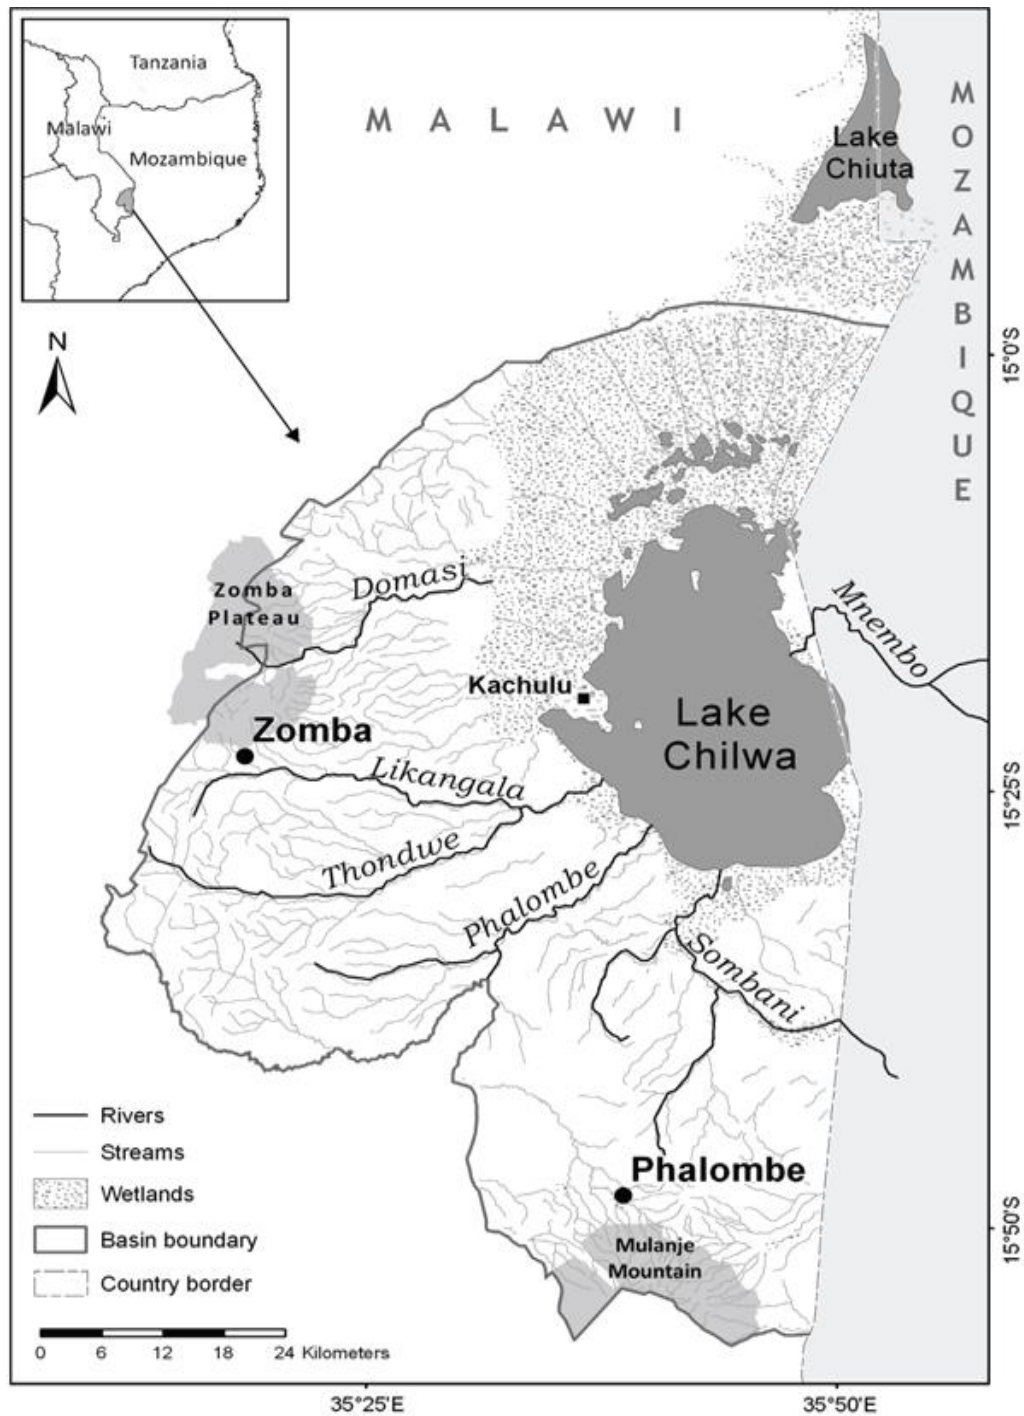 Tanzania
Malawi
Mozambique
MALAWI
MOZAMBIQUE
Lake
Chiuta
N
15°0'S
Domasi
Zomba
Plateau
Mnembo
Kachulu
Lake
Chilwa
Zomba
Likangala
15°25'S
Thondwe
Phalombe
Sombani
Rivers
Streams
Wetlands
Basin boundary
Country border
Phalombe
Mulanje
Mountain
15°50'S
0 6 12 18 24 Kilometers
35°25'E
35°50'E